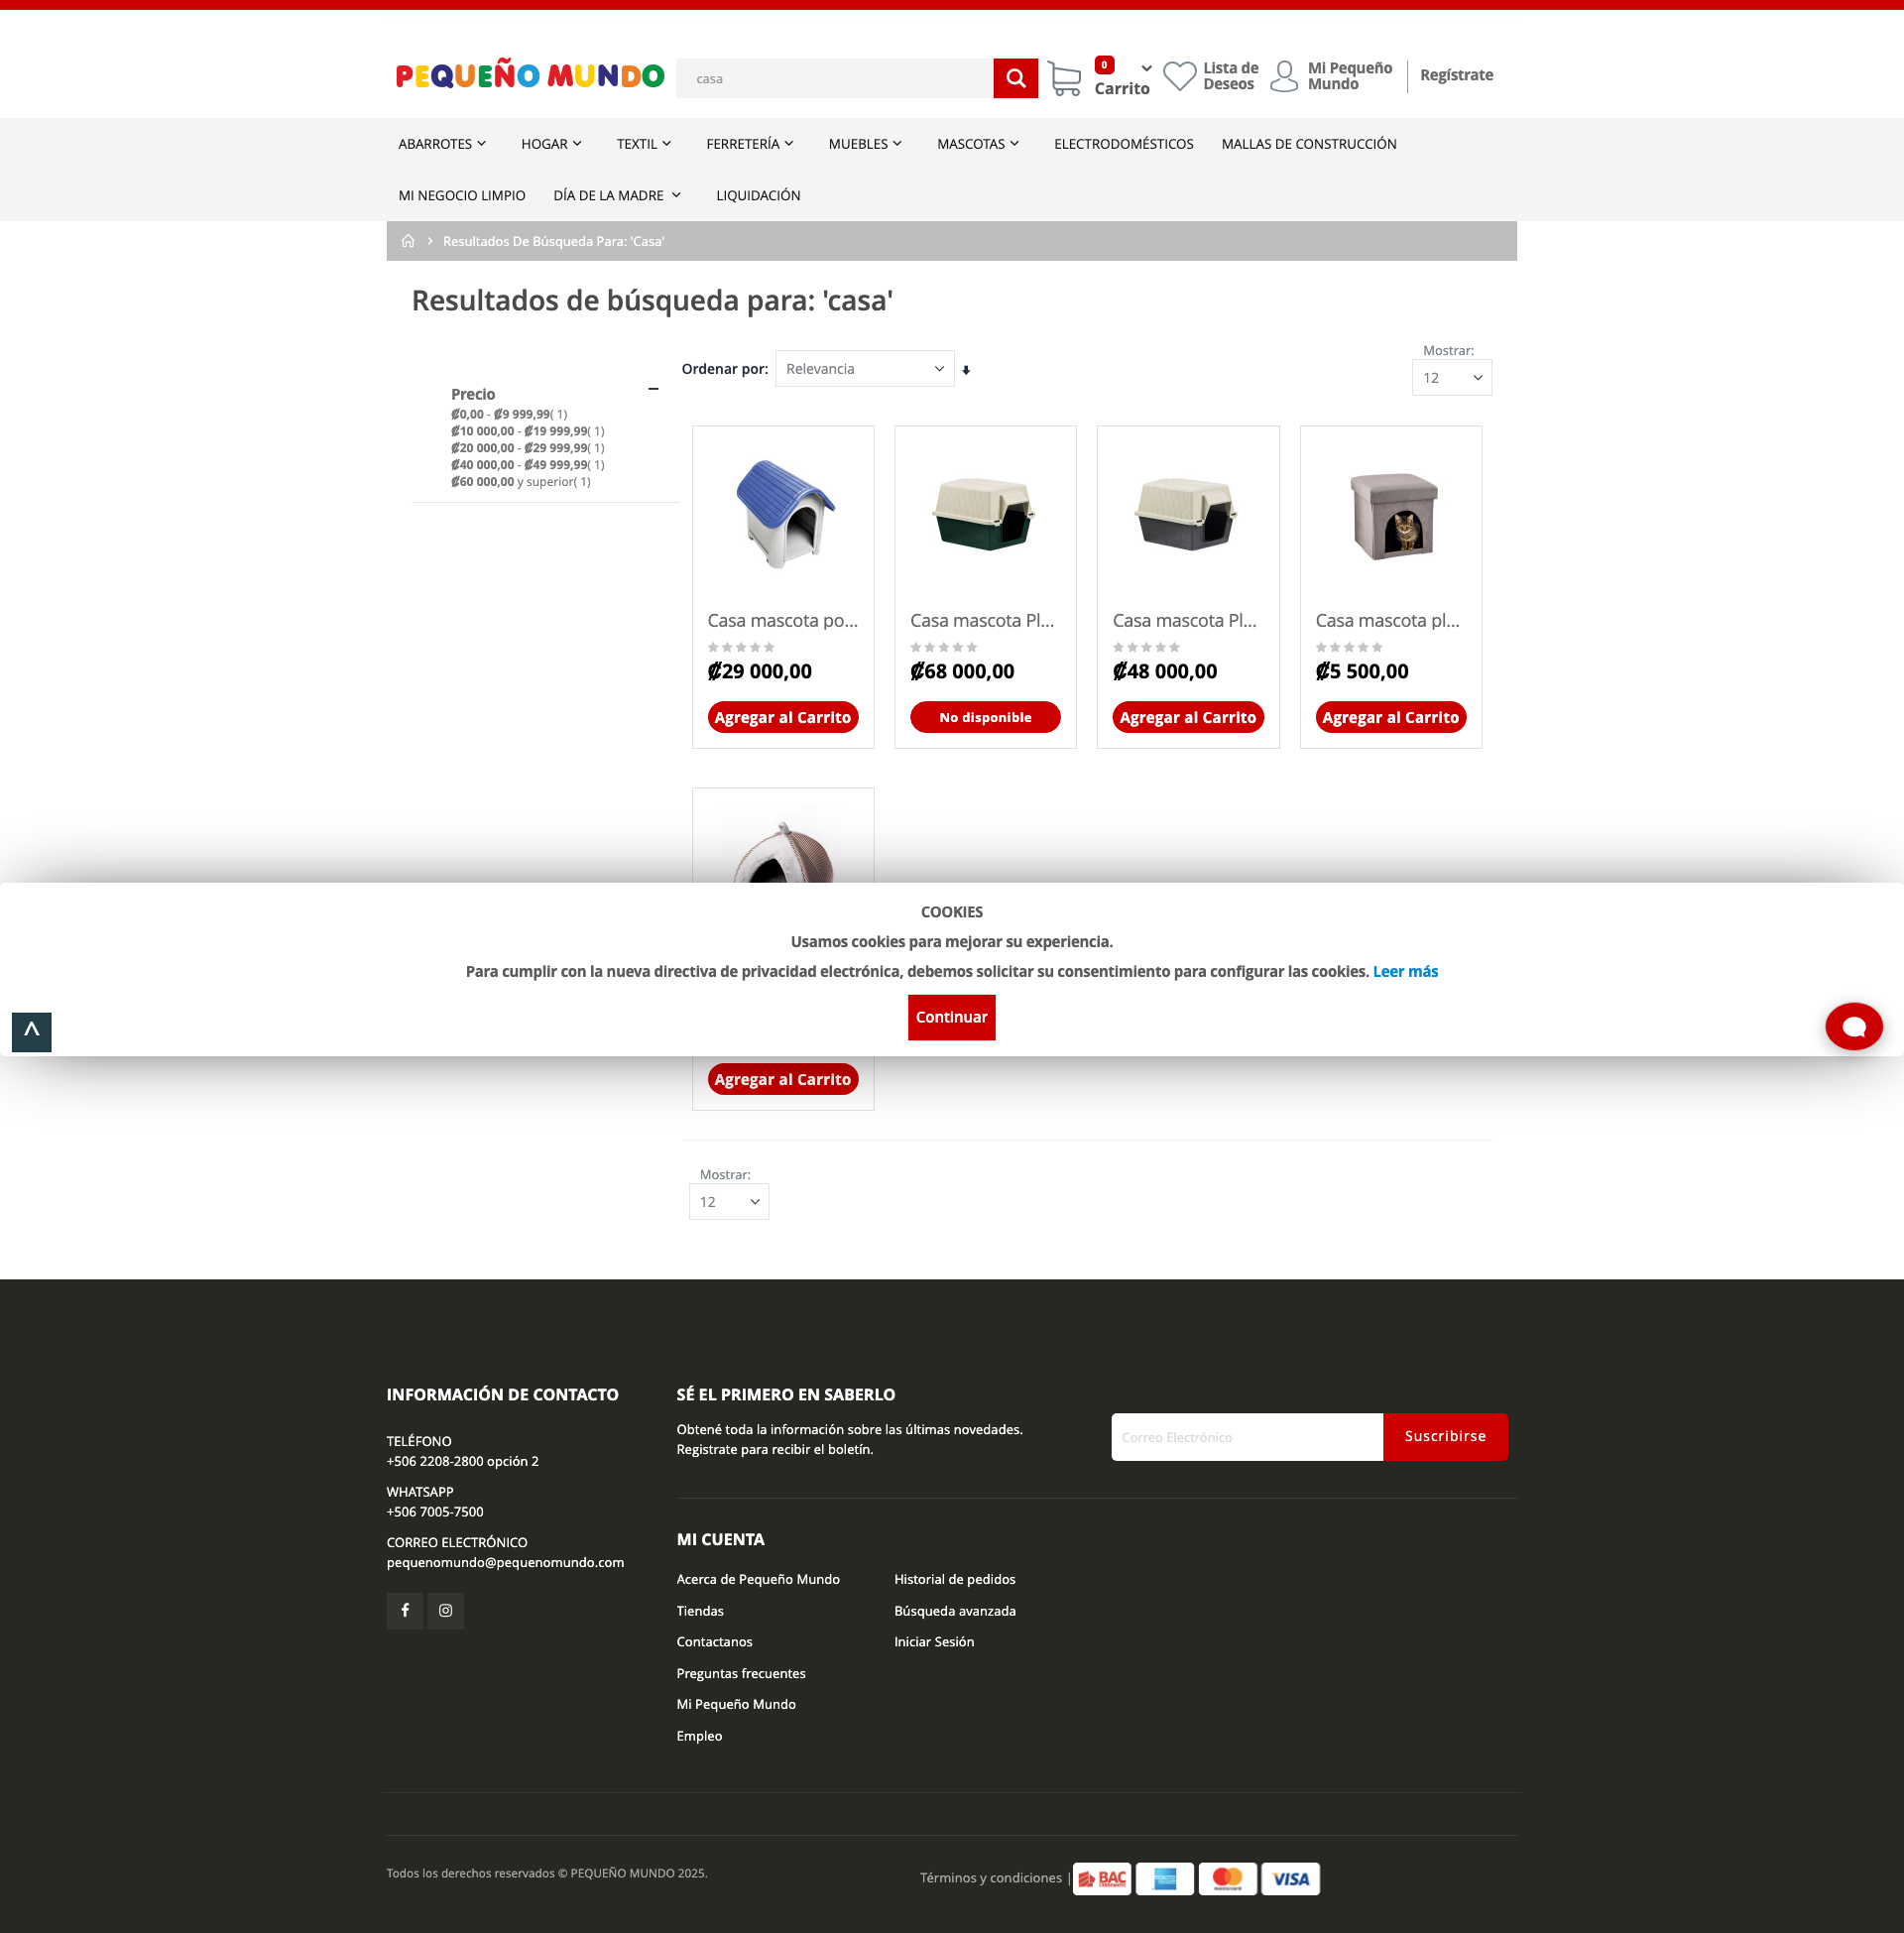 PEQUEÑO MUNDO
casa
0
Carrito
Lista de
Deseos
Mi Pequeño
Mundo
Regístrate
ABARROTES
HOGAR
TEXTIL
FERRETERÍA
MUEBLES
MASCOTAS
ELECTRODOMÉSTICOS
MALLAS DE CONSTRUCCIÓN
MI NEGOCIO LIMPIO
DÍA DE LA MADRE
LIQUIDACIÓN
Resultados De Búsqueda Para: 'Casa'
Resultados de búsqueda para: 'casa'
Precio
₡0,00 - ₡9 999,99( 1)
₡10 000,00 - ₡19 999,99( 1)
₡20 000,00 - ₡29 999,99( 1)
₡40 000,00 - ₡49 999,99( 1)
₡60 000,00 y superior( 1)
Ordenar por:
Relevancia
Mostrar:
12
Casa mascota po...
₡29 000,00
Agregar al Carrito
Casa mascota Pl...
₡68 000,00
No disponible
Casa mascota Pl...
₡48 000,00
Agregar al Carrito
Casa mascota pl...
₡5 500,00
Agregar al Carrito
COOKIES
Usamos cookies para mejorar su experiencia.
Para cumplir con la nueva directiva de privacidad electrónica, debemos solicitar su consentimiento para configurar las cookies. Leer más
Continuar
Agregar al Carrito
Mostrar:
12
INFORMACIÓN DE CONTACTO
TELÉFONO
+506 2208-2800 opción 2
WHATSAPP
+506 7005-7500
CORREO ELECTRÓNICO
pequenomundo@pequenomundo.com
SÉ EL PRIMERO EN SABERLO
Obtené toda la información sobre las últimas novedades.
Registrate para recibir el boletín.
Correo Electrónico
Suscribirse
MI CUENTA
Acerca de Pequeño Mundo
Tiendas
Contactanos
Preguntas frecuentes
Mi Pequeño Mundo
Empleo
Historial de pedidos
Búsqueda avanzada
Iniciar Sesión
Todos los derechos reservados © PEQUEÑO MUNDO 2025.
Términos y condiciones |
BAC
VISA